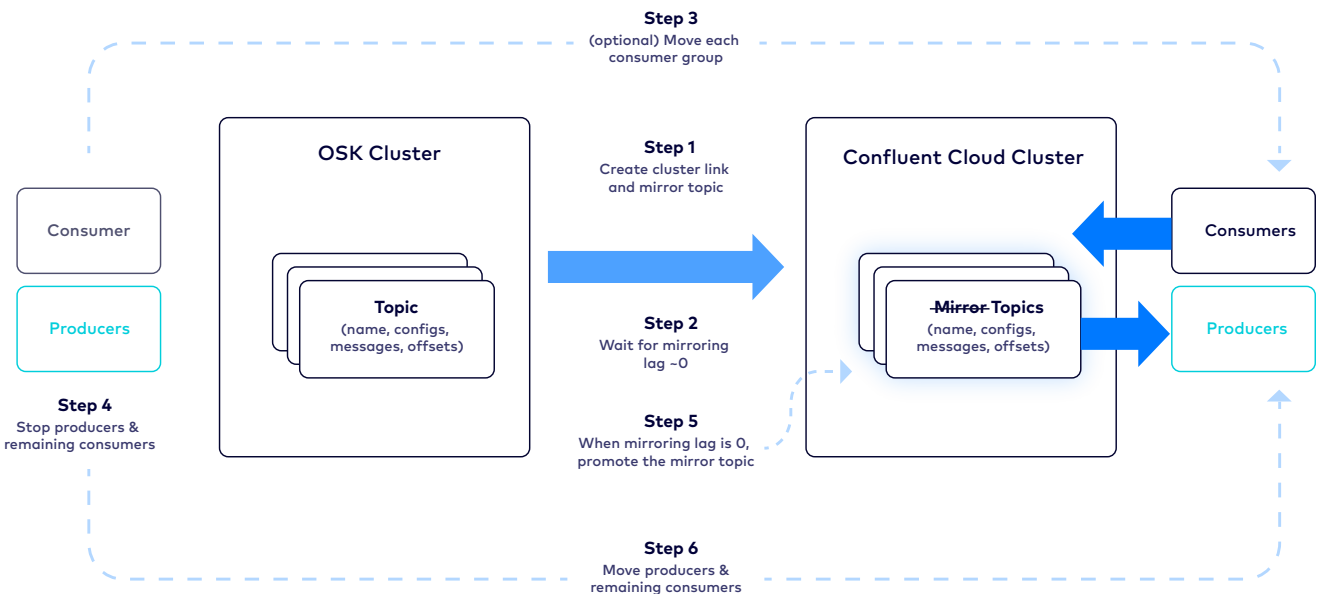 Step 3
(optional) Move each
consumer group
OSK Cluster
Step 1
Create cluster link
and mirror topic
Confluent Cloud Cluster
Consumer
Producers
Topic
(name, configs,
messages, offsets)
Step 2
Wait for mirroring
lag ~0
Mirror Topics
(name, configs,
messages, offsets)
Consumers
Producers
Step 4
Stop producers &
remaining consumers
Step 5
When mirroring lag is 0,
promote the mirror topic
Step 6
Move producers &
remaining consumers